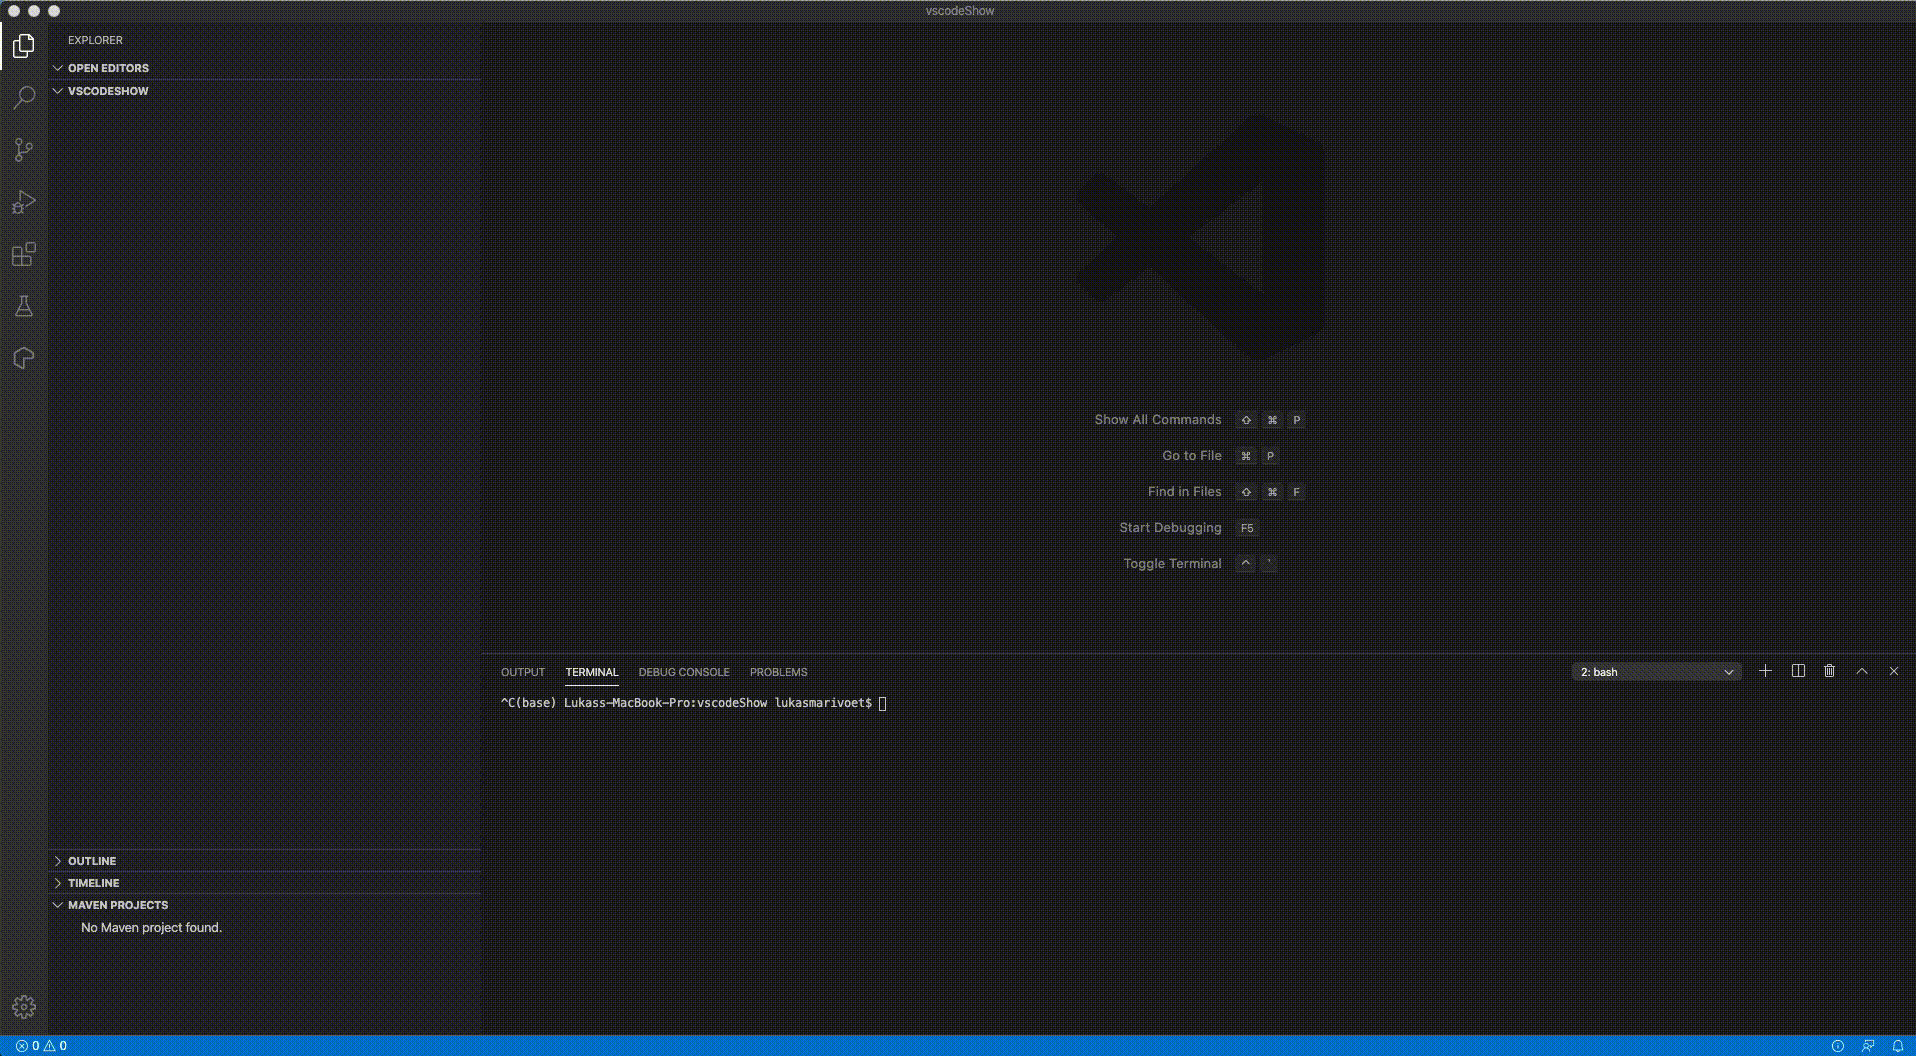 vscodeShow
EXPLORER
OPEN EDITORS
VSCODESHOW
Show All Commands ⇧ ⌘ P
Go to File ⌘ P
Find in Files ⇧ ⌘ F
Start Debugging F5
Toggle Terminal ^ `
OUTPUT TERMINAL DEBUG CONSOLE PROBLEMS 2: bash
^C(base) Lukass-MacBook-Pro:vscodeShow lukasmarivoet$
OUTLINE
TIMELINE
MAVEN PROJECTS
No Maven project found.
0 0